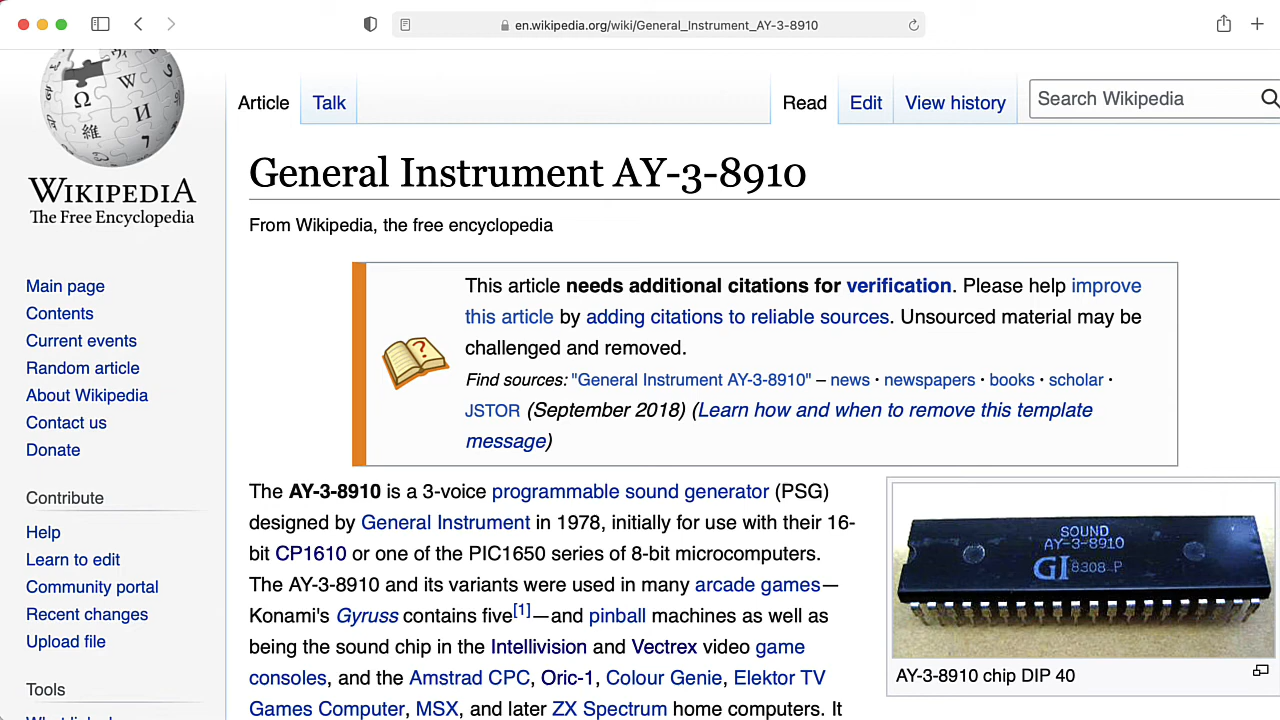 en.wikipedia.org/wiki/General_Instrument_AY-3-8910
Article
Talk
Read
Edit
View history
Search Wikipedia
WIKIPEDIA
The Free Encyclopedia
Main page
Contents
Current events
Random article
About Wikipedia
Contact us
Donate
Contribute
Help
Learn to edit
Community portal
Recent changes
Upload file
Tools
General Instrument AY-3-8910
From Wikipedia, the free encyclopedia
This article needs additional citations for verification. Please help improve
this article by adding citations to reliable sources. Unsourced material may be
challenged and removed.
Find sources: "General Instrument AY-3-8910" – news · newspapers · books · scholar ·
JSTOR (September 2018) (Learn how and when to remove this template
message)
The AY-3-8910 is a 3-voice programmable sound generator (PSG)
designed by General Instrument in 1978, initially for use with their 16-
bit CP1610 or one of the PIC1650 series of 8-bit microcomputers.
The AY-3-8910 and its variants were used in many arcade games—
Konami's Gyruss contains five[1]—and pinball machines as well as
being the sound chip in the Intellivision and Vectrex video game
consoles, and the Amstrad CPC, Oric-1, Colour Genie, Elektor TV
Games Computer, MSX, and later ZX Spectrum home computers. It
SOUND
AY-3-8910
GI 8308 P
AY-3-8910 chip DIP 40